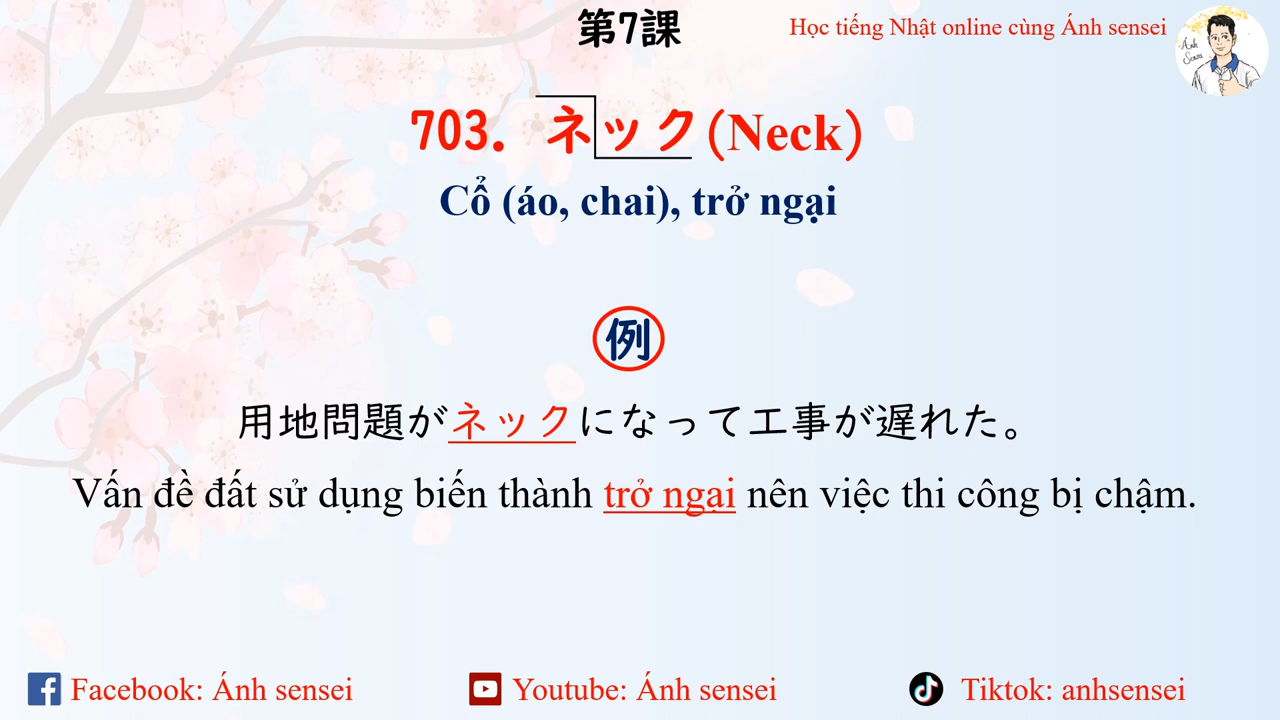 第7課
Học tiếng Nhật online cùng Ánh sensei
Ánh Sensei
703. ネック(Neck)
Cổ (áo, chai), trở ngại
例
用地問題がネックになって工事が遅れた。
Vấn đề đất sử dụng biến thành trở ngại nên việc thi công bị chậm.
Facebook: Ánh sensei
Youtube: Ánh sensei
Tiktok: anhsensei